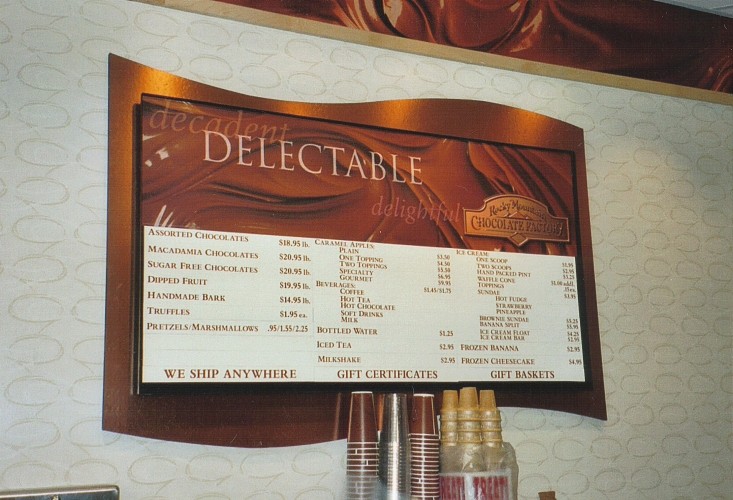 decadent
DELECTABLE
delightful
Rocky Mountain
CHOCOLATE FACTORY
ASSORTED CHOCOLATES $18.95 lb.
MACADAMIA CHOCOLATES $20.95 lb.
SUGAR FREE CHOCOLATES $20.95 lb.
DIPPED FRUIT $19.95 lb.
HANDMADE BARK $14.95 lb.
TRUFFLES $1.95 ea.
PRETZELS/MARSHMALLOWS .95/1.55/2.25
WE SHIP ANYWHERE
CARAMEL APPLES:
PLAIN
ONE TOPPING
TWO TOPPINGS
SPECIALTY
GOURMET
BEVERAGES:
COFFEE
HOT TEA
HOT CHOCOLATE
SOFT DRINKS
MILK
BOTTLED WATER $1.25
ICED TEA $2.95
MILKSHAKE $2.95
GIFT CERTIFICATES
ICE CREAM:
ONE SCOOP
TWO SCOOPS
HAND PACKED PINT
WAFFLE CONE
TOPPINGS
SUNDAE
HOT FUDGE
STRAWBERRY
PINEAPPLE
BROWNIE SUNDAE
BANANA SPLIT
ICE CREAM FLOAT
ICE CREAM BAR
FROZEN BANANA $2.95
FROZEN CHEESECAKE $4.95
GIFT BASKETS